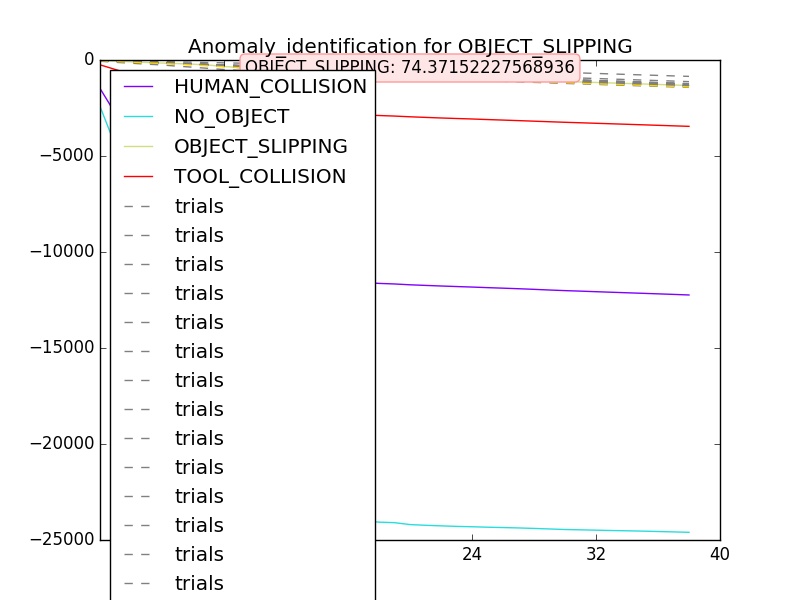 Anomaly_identification for OBJECT_SLIPPING
OBJECT_SLIPPING: 74.37152227568936
0
−5000
−10000
−15000
−20000
−25000
HUMAN_COLLISION
NO_OBJECT
OBJECT_SLIPPING
TOOL_COLLISION
trials
trials
trials
trials
trials
trials
trials
trials
trials
trials
trials
trials
trials
trials
24 32 40